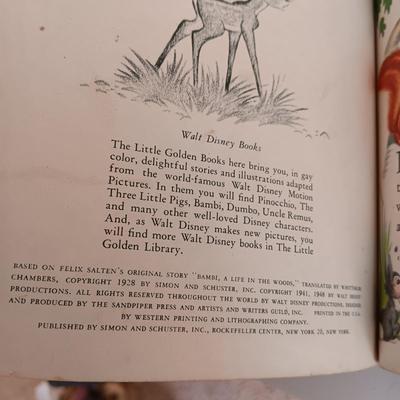 Walt Disney Books
The Little Golden Books here bring you, in gay
color, delightful stories and illustrations adapted
from the world-famous Walt Disney Motion
Pictures. In them you will find Pinocchio, The
Three Little Pigs, Bambi, Dumbo, Uncle Remus,
and many other well-loved Disney characters.
And, as Walt Disney makes new pictures, you
will find more Walt Disney books in The Little
Golden Library.
BASED ON FELIX SALTEN'S ORIGINAL STORY "BAMBI, A LIFE IN THE WOODS," TRANSLATED BY WHITTAKER
CHAMBERS, COPYRIGHT 1928 BY SIMON AND SCHUSTER, INC. COPYRIGHT 1941, 1948 BY WALT DISNEY
PRODUCTIONS. ALL RIGHTS RESERVED THROUGHOUT THE WORLD BY WALT DISNEY PRODUCTIONS. DESIGNED
AND PRODUCED BY THE SANDPIPER PRESS AND ARTISTS AND WRITERS GUILD, INC. PRINTED IN THE U.S.A.
BY WESTERN PRINTING AND LITHOGRAPHING COMPANY.
PUBLISHED BY SIMON AND SCHUSTER, INC., ROCKEFELLER CENTER, NEW YORK 20, NEW YORK.